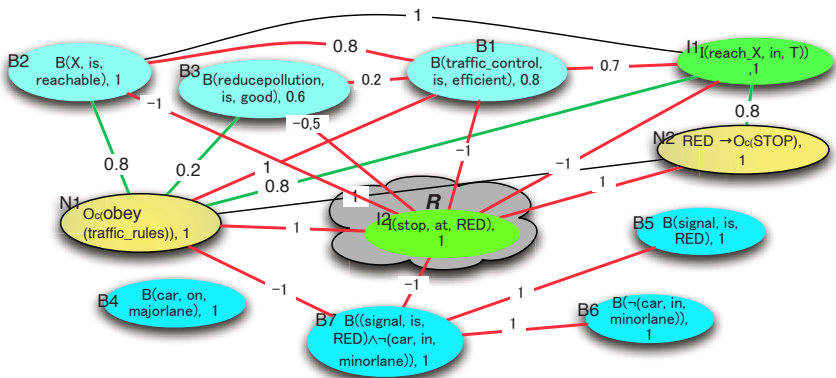 1
B2
B(X, is,
reachable), 1
0.8
B1
B(traffic_control,
is, efficient), 0.8
0.7
I1
I(reach_X, in, T))
,1
B3
B(reducepollution,
is, good), 0.6
0.2
-1
-0,5
-1
0.8
N2
RED →Oc(STOP),
1
0.8
0.2
1
0.8
-1
1
1
R
N1
Oc(obey
(traffic_rules)), 1
1
I2
I(stop, at, RED),
1
B5
B(signal, is,
RED), 1
B4
B(car, on,
majorlane), 1
-1
-1
1
1
B7
B((signal, is,
RED)∧¬(car, in,
minorlane)), 1
B6
B(¬(car, in,
minorlane)),
1